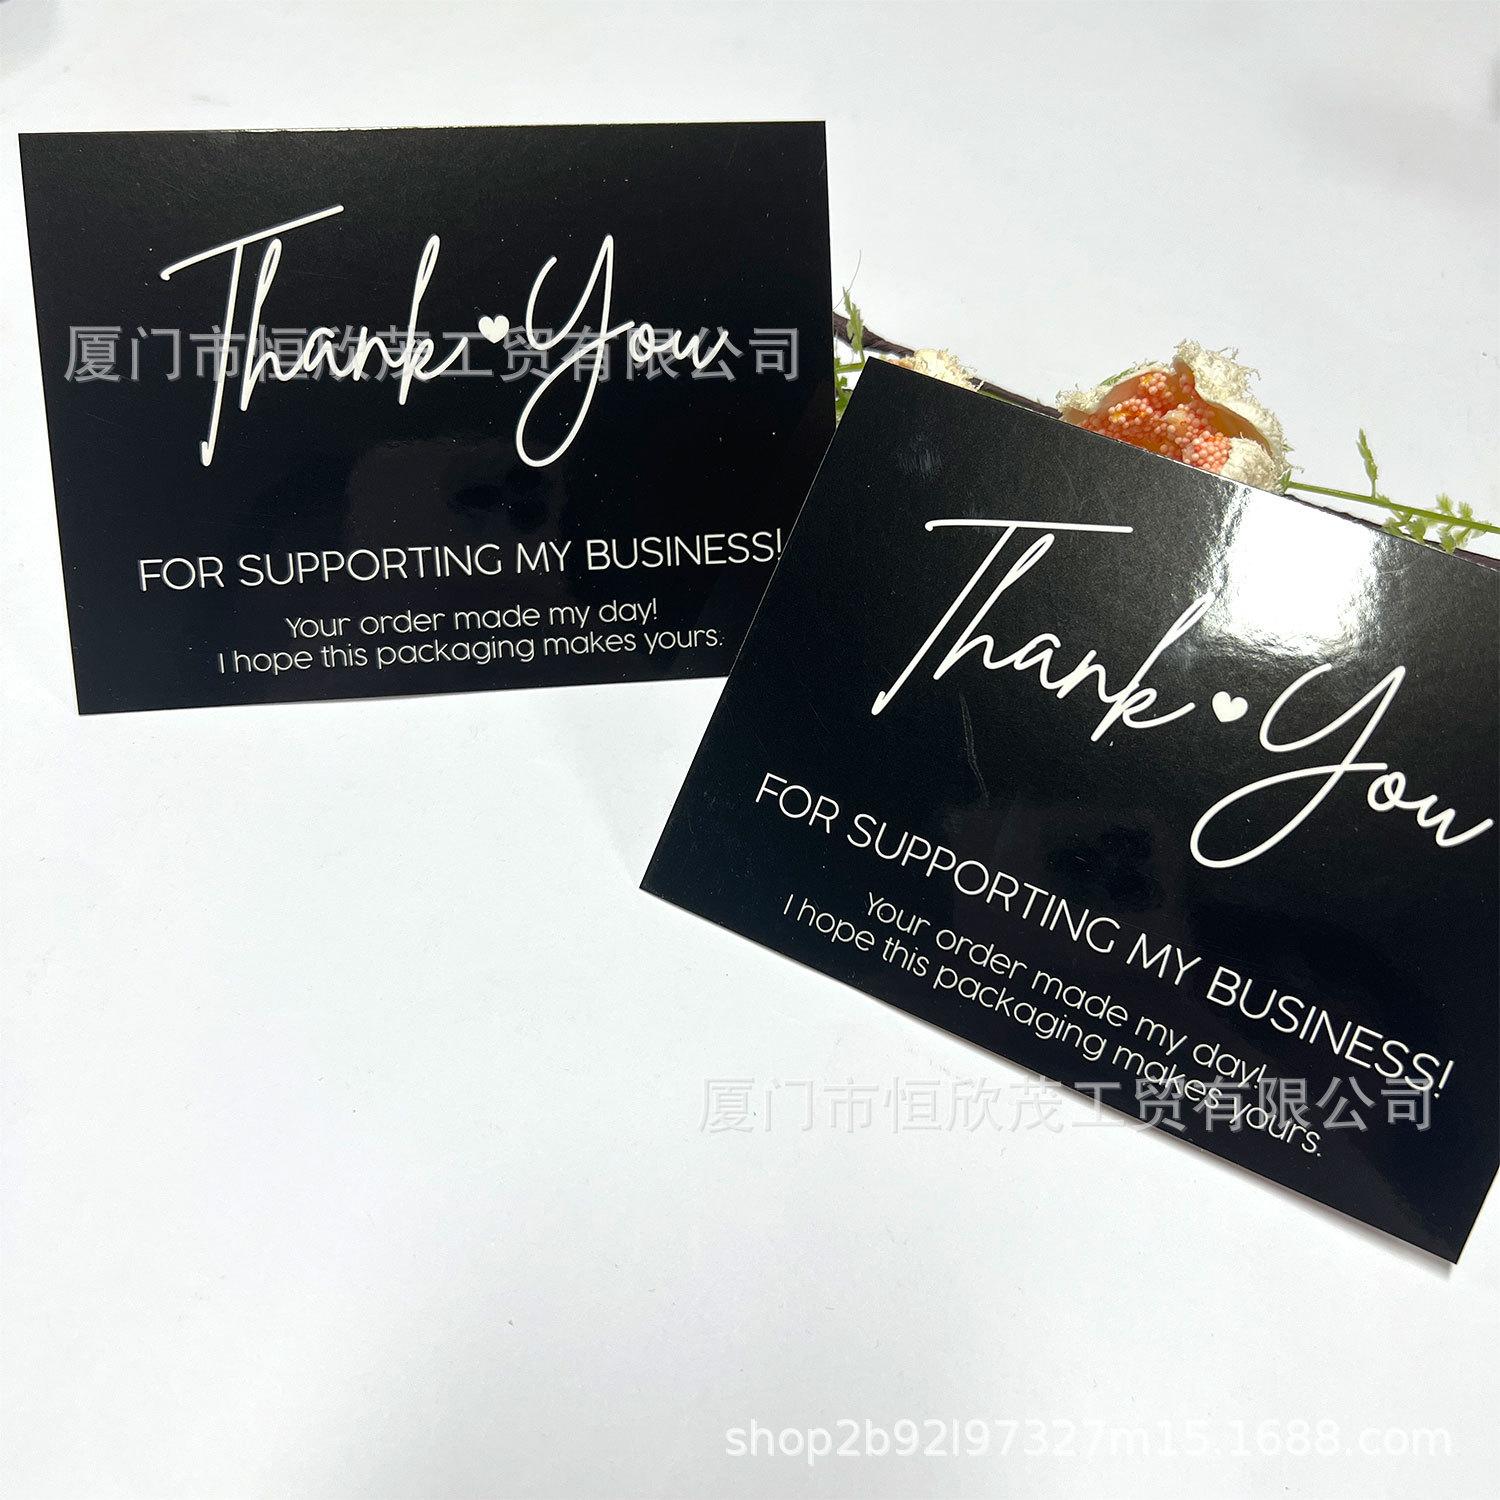 Thank You
FOR SUPPORTING MY BUSINESS!
Your order made my day!
I hope this packaging makes yours.
厦门市恒欣茂工贸有限公司
Thank You
FOR SUPPORTING MY BUSINESS!
Your order made my day!
I hope this packaging makes yours.
厦门市恒欣茂工贸有限公司
shop2b92l97327m15.1688.com